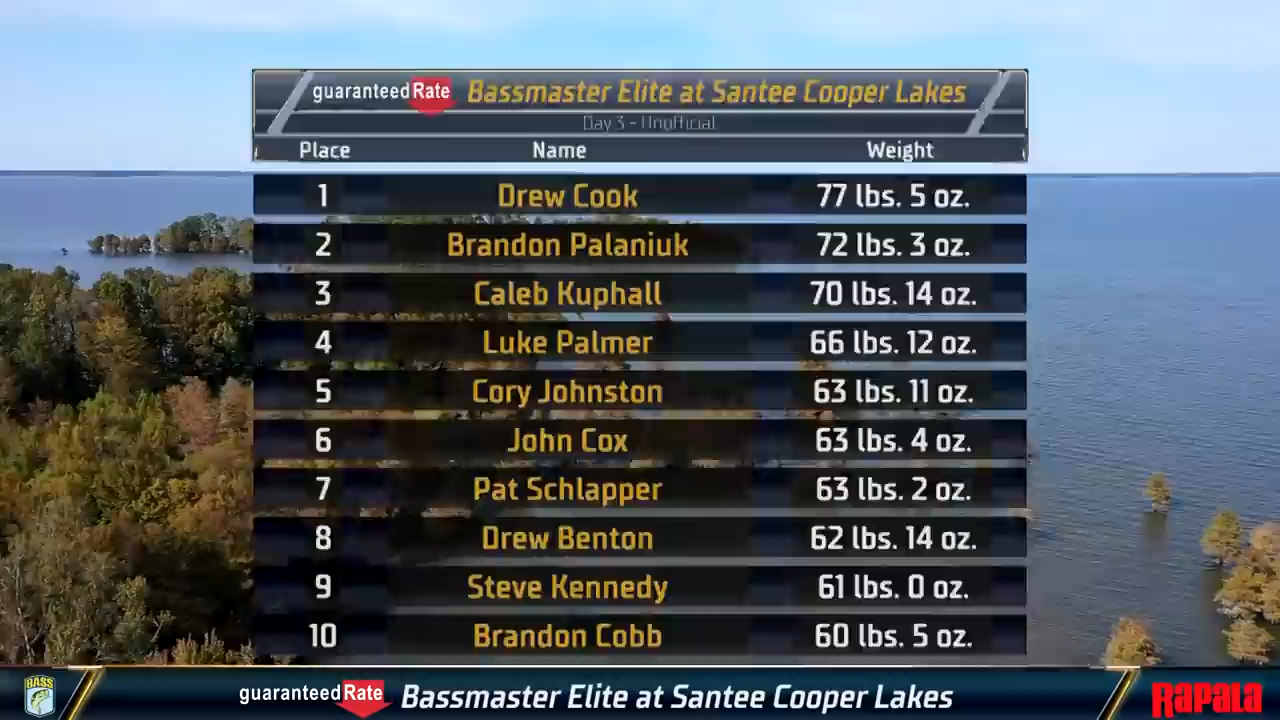 guaranteedRate Bassmaster Elite at Santee Cooper Lakes
Day 3 - Unofficial
Place Name Weight
1 Drew Cook 77 lbs. 5 oz.
2 Brandon Palaniuk 72 lbs. 3 oz.
3 Caleb Kuphall 70 lbs. 14 oz.
4 Luke Palmer 66 lbs. 12 oz.
5 Cory Johnston 63 lbs. 11 oz.
6 John Cox 63 lbs. 4 oz.
7 Pat Schlapper 63 lbs. 2 oz.
8 Drew Benton 62 lbs. 14 oz.
9 Steve Kennedy 61 lbs. 0 oz.
10 Brandon Cobb 60 lbs. 5 oz.
BASS guaranteedRate Bassmaster Elite at Santee Cooper Lakes RAPALA